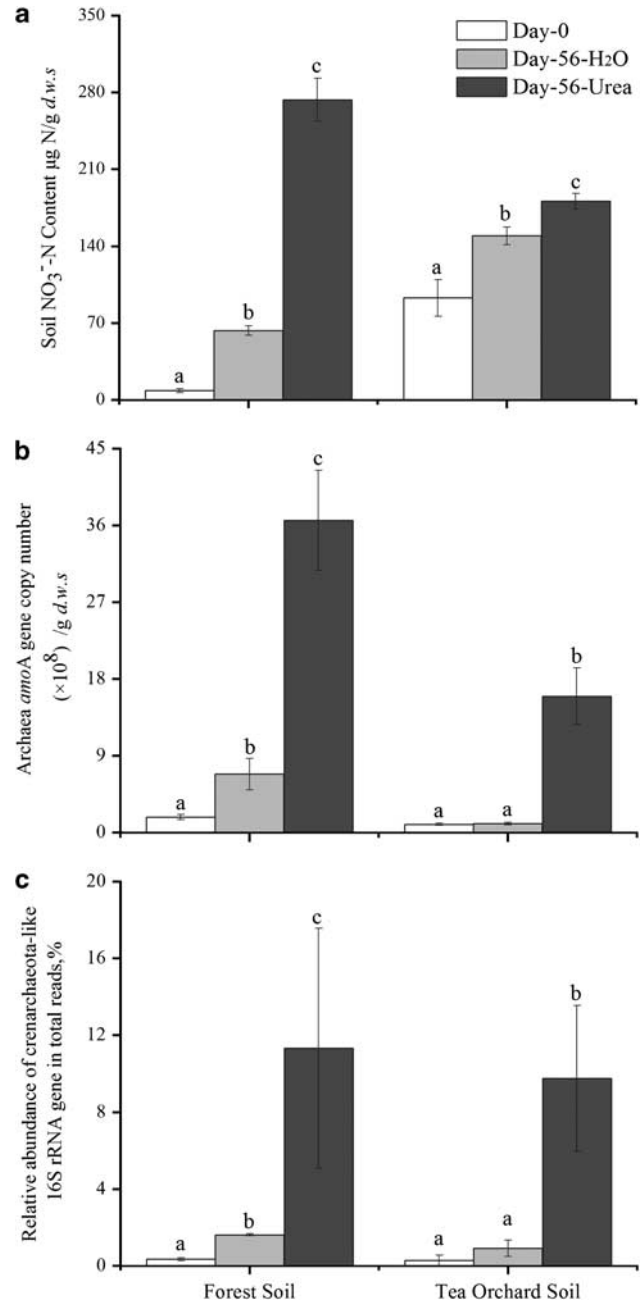 a
Soil NO3⁻-N Content μg N/g d.w.s
350
280
210
140
70
0
Day-0
Day-56-H2O
Day-56-Urea
a
b
c
a
b
c
b
Archaea amoA gene copy number
(×10⁸) /g d.w.s
45
36
27
18
9
0
a
b
c
a
a
b
c
Relative abundance of crenarchaeota-like
16S rRNA gene in total reads,%
20
16
12
8
4
0
a
b
c
a
a
b
Forest Soil
Tea Orchard Soil